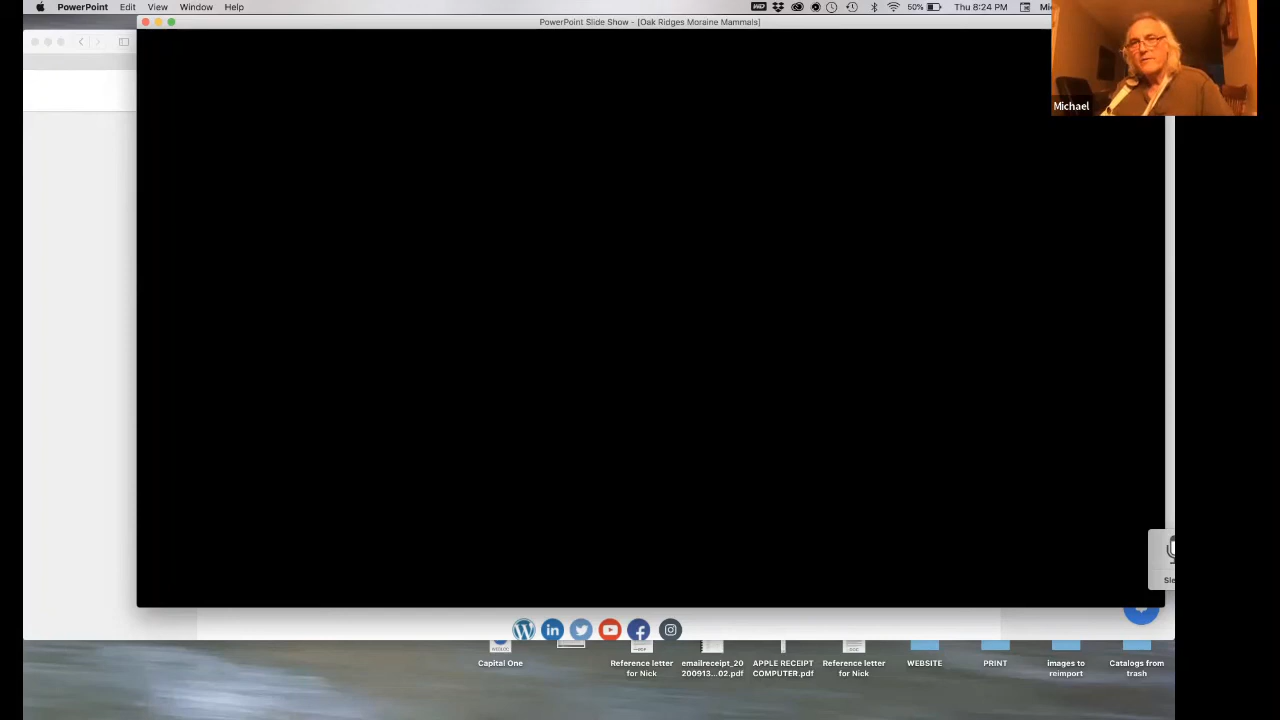 PowerPoint Edit View Window Help
50% Thu 8:24 PM
PowerPoint Slide Show - [Oak Ridges Moraine Mammals]
Michael
in
Capital One
Reference letter
for Nick
emailreceipt_20
200913...02.pdf
APPLE RECEIPT
COMPUTER.pdf
Reference letter
for Nick
WEBSITE
PRINT
images to
reimport
Catalogs from
trash